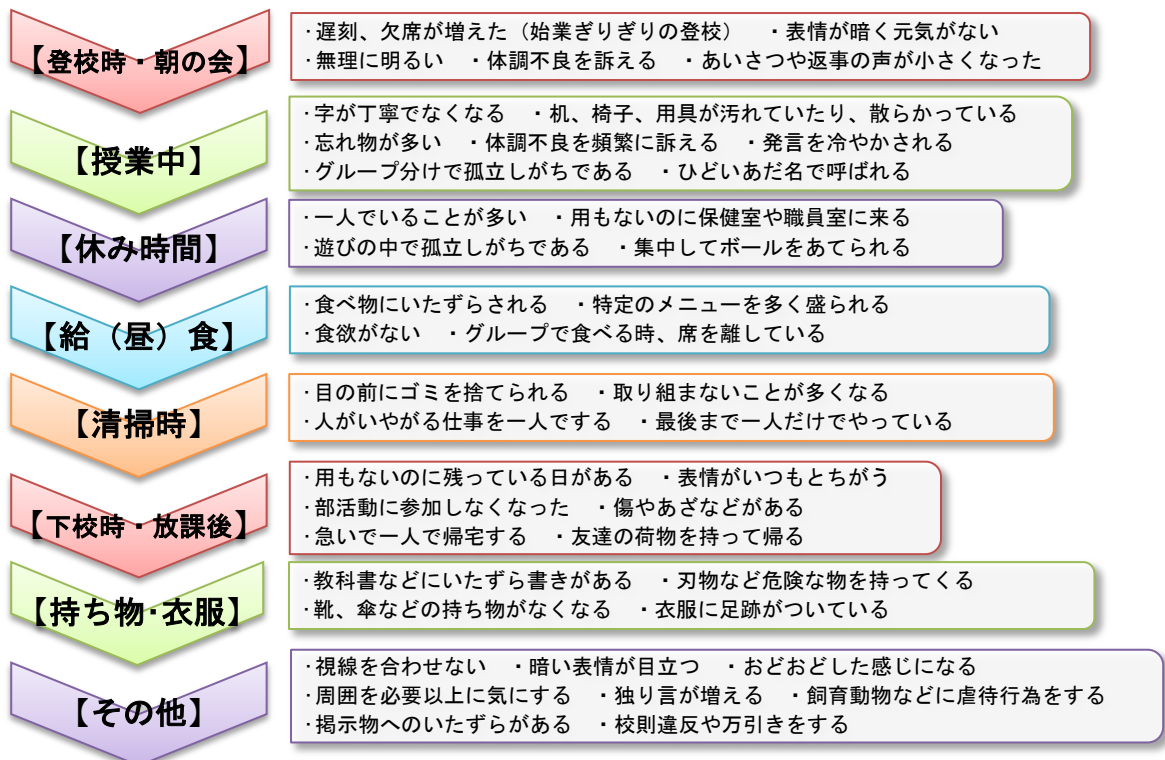 【登校時・朝の会】
・遅刻、欠席が増えた（始業ぎりぎりの登校）　・表情が暗く元気がない
・無理に明るい　・体調不良を訴える　・あいさつや返事の声が小さくなった
【授業中】
・字が丁寧でなくなる　・机、椅子、用具が汚れていたり、散らかっている
・忘れ物が多い　・体調不良を頻繁に訴える　・発言を冷やかされる
・グループ分けで孤立しがちである　・ひどいあだ名で呼ばれる
【休み時間】
・一人でいることが多い　・用もないのに保健室や職員室に来る
・遊びの中で孤立しがちである　・集中してボールをあてられる
【給（昼）食】
・食べ物にいたずらされる　・特定のメニューを多く盛られる
・食欲がない　・グループで食べる時、席を離している
【清掃時】
・目の前にゴミを捨てられる　・取り組まないことが多くなる
・人がいやがる仕事を一人でする　・最後まで一人だけでやっている
【下校時・放課後】
・用もないのに残っている日がある　・表情がいつもとちがう
・部活動に参加しなくなった　・傷やあざなどがある
・急いで一人で帰宅する　・友達の荷物を持って帰る
【持ち物・衣服】
・教科書などにいたずら書きがある　・刃物など危険な物を持ってくる
・靴、傘などの持ち物がなくなる　・衣服に足跡がついている
【その他】
・視線を合わせない　・暗い表情が目立つ　・おどおどした感じになる
・周囲を必要以上に気にする　・独り言が増える　・飼育動物などに虐待行為をする
・掲示物へのいたずらがある　・校則違反や万引きをする